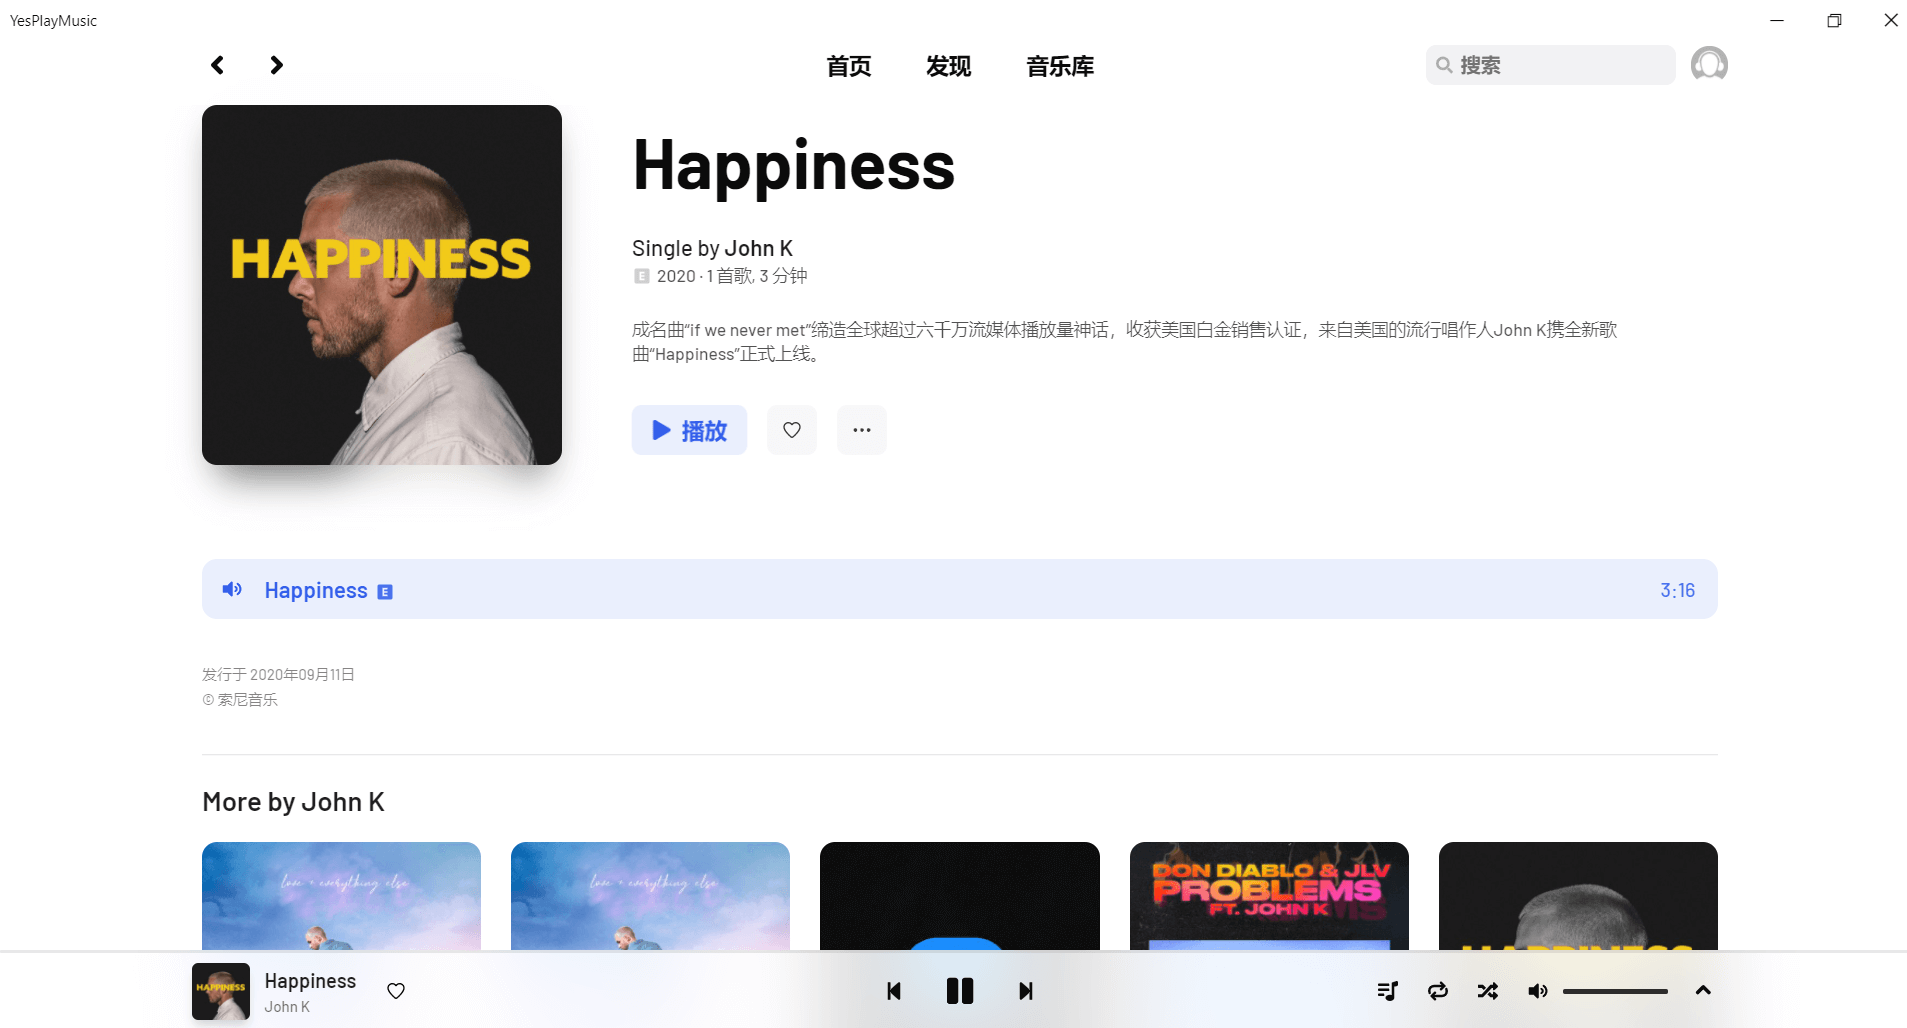 YesPlayMusic
首页 发现 音乐库 搜索
HAPPINESS
Happiness
Single by John K
E 2020 · 1 首歌, 3 分钟
成名曲“if we never met”缔造全球超过六千万流媒体播放量神话，收获美国白金销售认证，来自美国的流行唱作人John K携全新歌
曲“Happiness”正式上线。
播放
Happiness E 3:16
发行于 2020年09月11日
© 索尼音乐
More by John K
love + everything else
love + everything else
DON DIABLO & JLV
PROBLEMS
FT. JOHN K
HAPPINESS
HAPPINESS
Happiness
John K